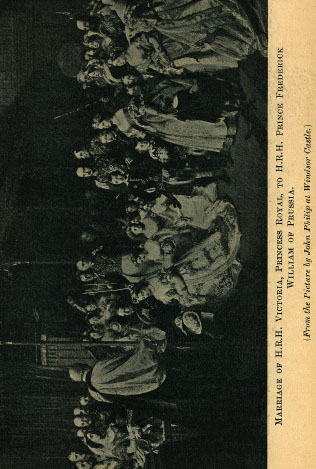 Marriage of H.R.H. Victoria, Princess Royal, to H.R.H. Prince Frederick
William of Prussia.
(From the Picture by John Philip at Windsor Castle.)